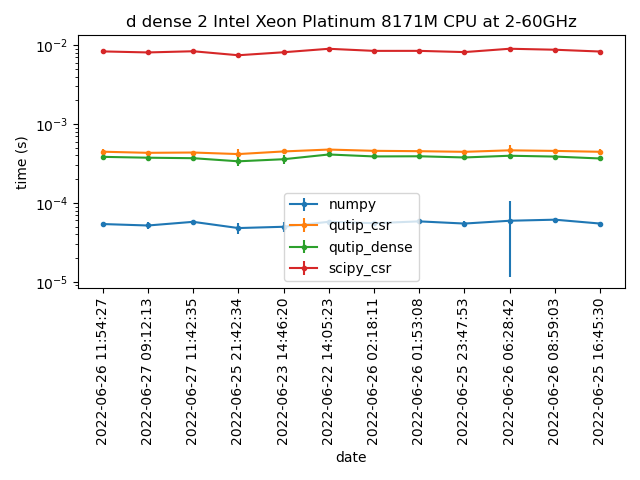 d dense 2 Intel Xeon Platinum 8171M CPU at 2-60GHz
time (s)
10⁻²
10⁻³
10⁻⁴
10⁻⁵
numpy
qutip_csr
qutip_dense
scipy_csr
2022-06-26 11:54:27
2022-06-27 09:12:13
2022-06-27 11:42:35
2022-06-25 21:42:34
2022-06-23 14:46:20
2022-06-22 14:05:23
2022-06-26 02:18:11
2022-06-26 01:53:08
2022-06-25 23:47:53
2022-06-26 06:28:42
2022-06-26 08:59:03
2022-06-25 16:45:30
date